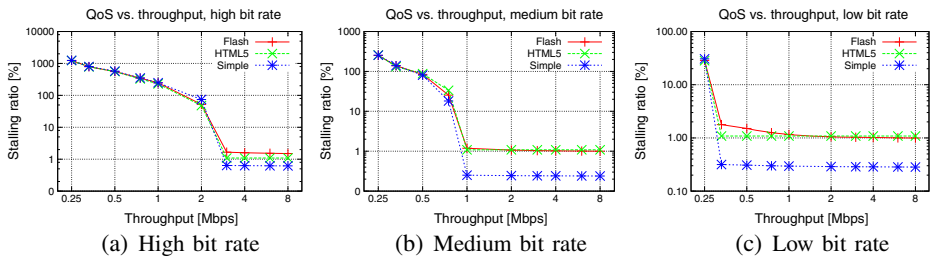 QoS vs. throughput, high bit rate
10000
1000
100
10
1
0
Stalling ratio [%]
Flash
HTML5
Simple
0.25 0.5 1 2 4 8
Throughput [Mbps]
(a) High bit rate
QoS vs. throughput, medium bit rate
1000
100
10
1
0
Stalling ratio [%]
Flash
HTML5
Simple
0.25 0.5 1 2 4 8
Throughput [Mbps]
(b) Medium bit rate
QoS vs. throughput, low bit rate
100.00
10.00
1.00
0.10
Stalling ratio [%]
Flash
HTML5
Simple
0.25 0.5 1 2 4 8
Throughput [Mbps]
(c) Low bit rate